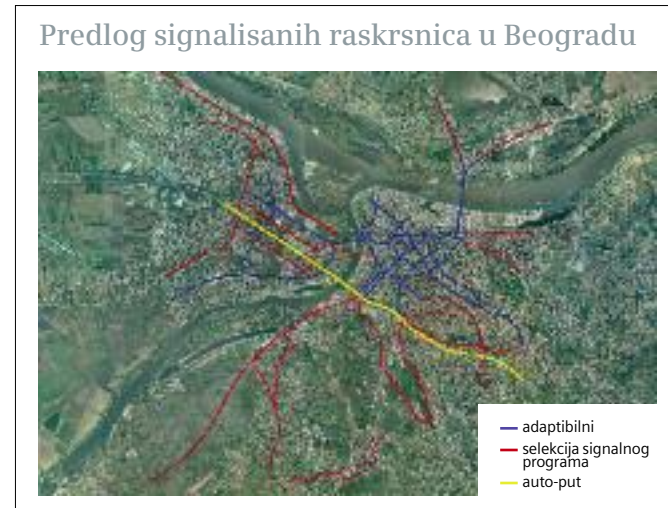 Predlog signalisanih raskrsnica u Beogradu
adaptibilni
selekcija signalnog
programa
auto-put